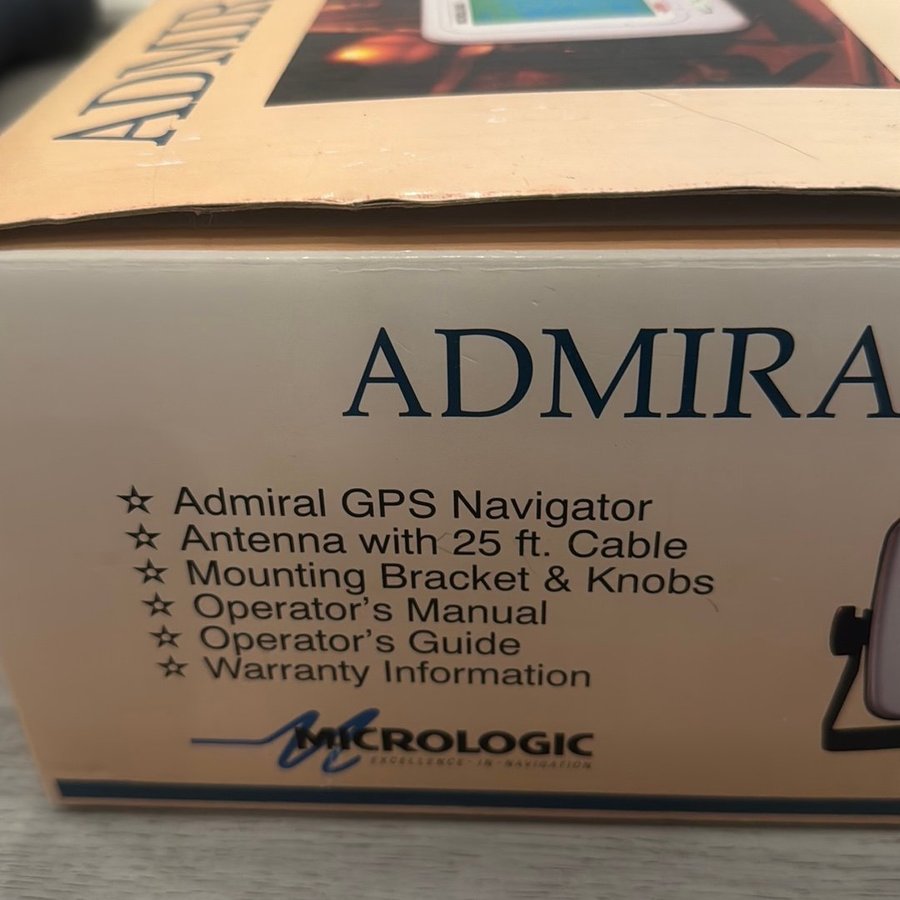 ADMIR
ADMIRA
☆ Admiral GPS Navigator
☆ Antenna with 25 ft. Cable
☆ Mounting Bracket & Knobs
☆ Operator's Manual
☆ Operator's Guide
☆ Warranty Information
MICROLOGIC
EXCELLENCE · IN · NAVIGATION